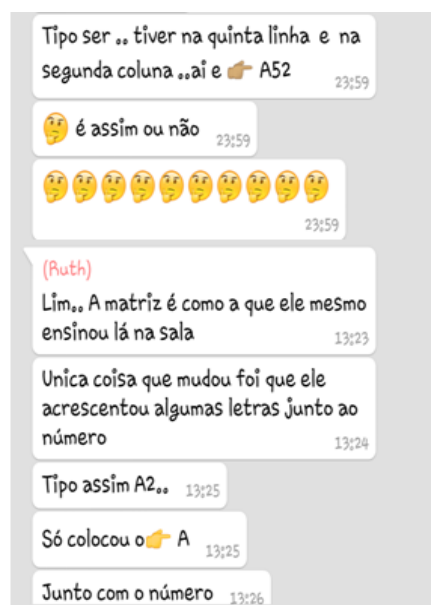 Tipo ser .. tiver na quinta linha e na
segunda coluna ..ai e 👉🏽 A52
23:59
🤔 é assim ou não 23:59
🤔🤔🤔🤔🤔🤔🤔🤔🤔🤔
23:59
(Ruth)
Lim.. A matriz é como a que ele mesmo
ensinou lá na sala
13:23
Unica coisa que mudou foi que ele
acrescentou algumas letras junto ao
número
13:24
Tipo assim A2.. 13:25
Só colocou o👉 A 13:25
Junto com o número 13:26